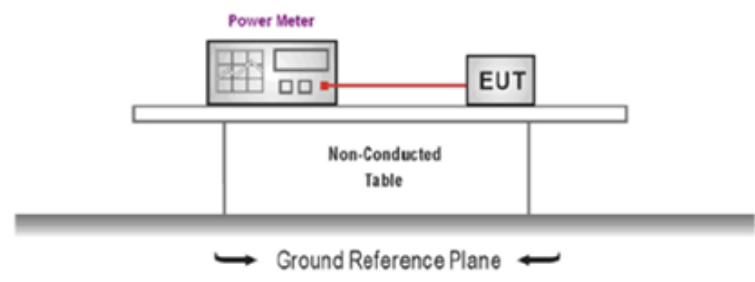 Power Meter
EUT
Non-Conducted
Table
Ground Reference Plane